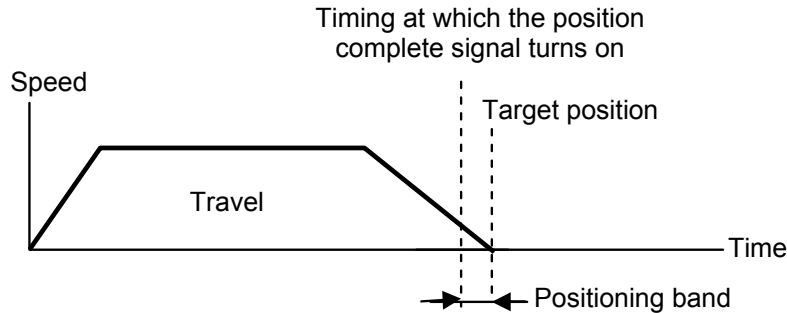 Timing at which the position
complete signal turns on
Speed
Target position
Travel
Time
Positioning band